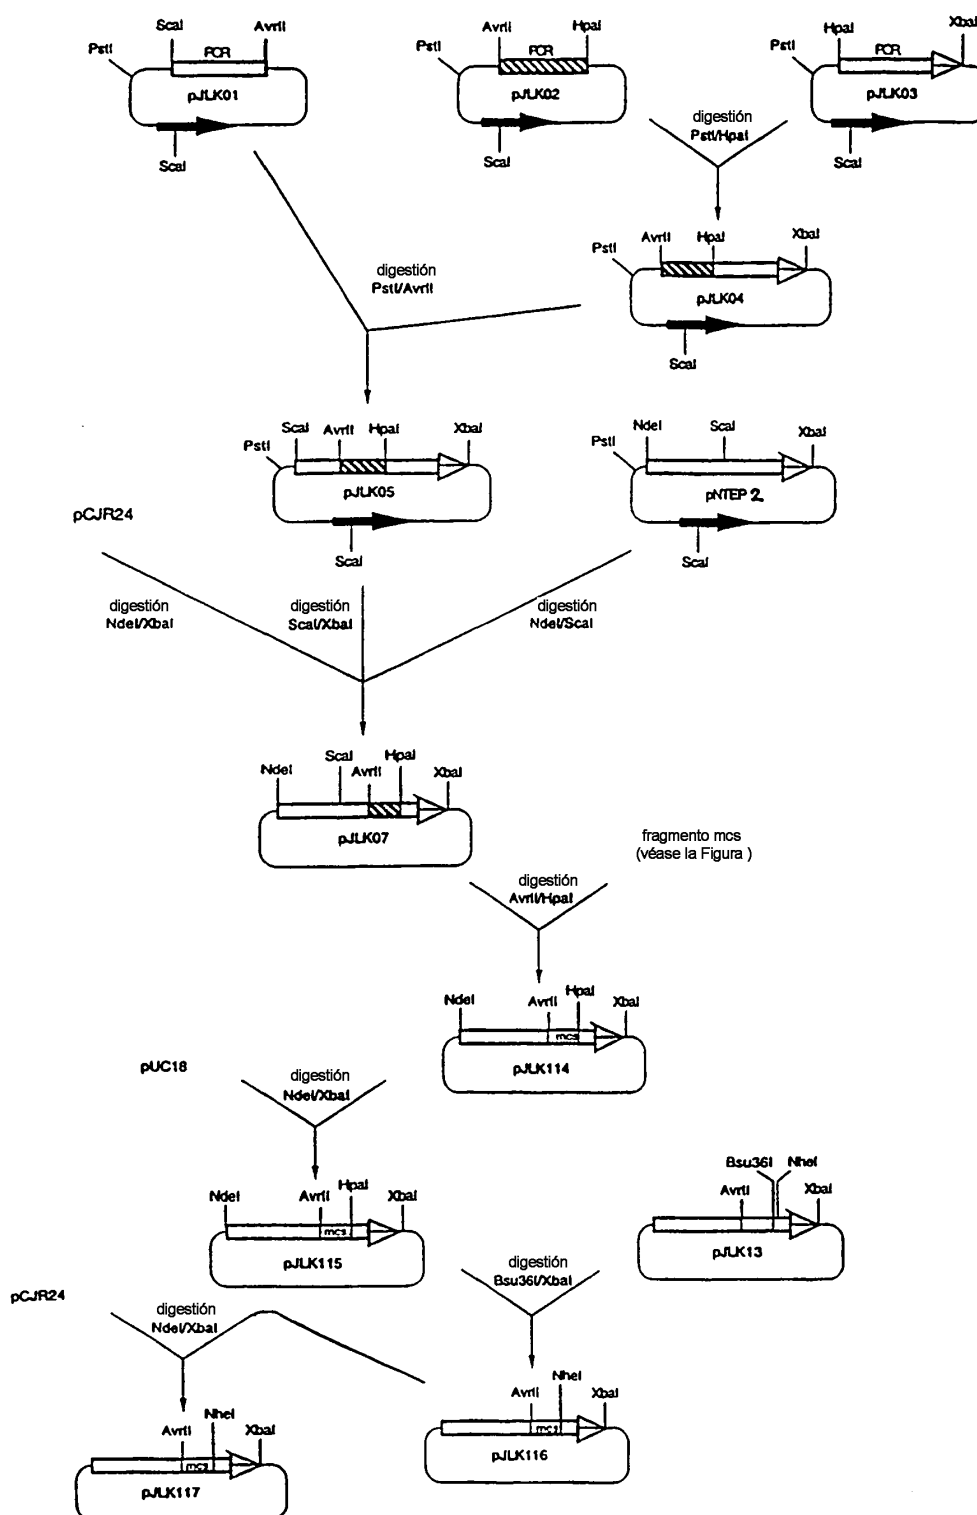 ScaI AvrII AvrII HpaI XbaI
PstI PCR PstI PCR PstI HpaI PCR
pJLK01 pJLK02 pJLK03
digestión
PstI/HpaI
ScaI ScaI ScaI
AvrII HpaI XbaI
PstI
digestión
PstI/AvrII
pJLK04
ScaI
ScaI AvrII HpaI XbaI NdeI ScaI XbaI
PstI PstI
pJLK05 pNTEP2
pCJR24
ScaI ScaI
digestión digestión digestión
NdeI/XbaI ScaI/XbaI NdeI/ScaI
ScaI HpaI
NdeI AvrII XbaI
pJLK07
fragmento mcs
(véase la Figura )
digestión
AvrII/HpaI
NdeI AvrII HpaI XbaI
mcs
pJLK114
pUC18
digestión
NdeI/XbaI
Bsu36I NheI
NdeI AvrII HpaI XbaI AvrII XbaI
mcs
pJLK115 pJLK13
digestión
Bsu36I/XbaI
pCJR24
digestión
NdeI/XbaI
AvrII NheI XbaI
mcs
pJLK116
AvrII NheI XbaI
mcs
pJLK117